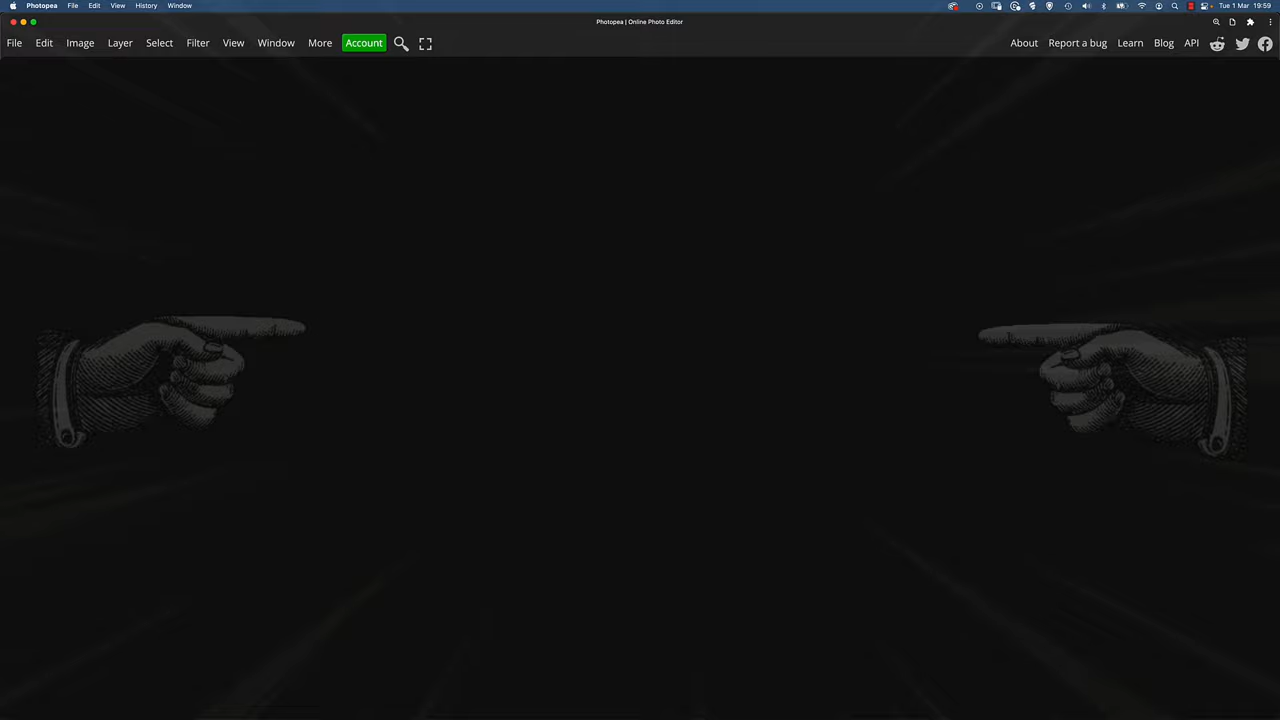 Photopea File Edit View History Window Tue 1 Mar 19:59
Photopea | Online Photo Editor
File Edit Image Layer Select Filter View Window More Account About Report a bug Learn Blog API